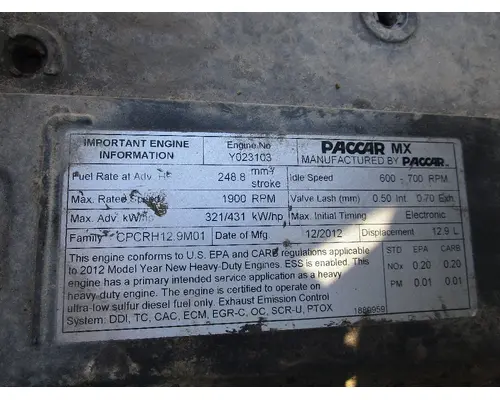 IMPORTANT ENGINE INFORMATION
Engine No Y023103
PACCAR MX
MANUFACTURED BY PACCAR
Fuel Rate at Adv 248.8 mm³/ stroke
Idle Speed 600 - 700 RPM
Max. Rated Speed 1900 RPM
Valve Lash (mm) 0.50 Int 0.70 Exh
Max. Adv kW/hp 321/431 kW/hp
Max. Initial Timing Electronic
Family CPCRH12.9M01
Date of Mfg. 12/2012
Displacement 12.9 L
This engine conforms to U.S. EPA and CARB regulations applicable
to 2012 Model Year New Heavy-Duty Engines. ESS is enabled. This
engine has a primary intended service application as a heavy
heavy-duty engine. The engine is certified to operate on
ultra-low sulfur diesel fuel only. Exhaust Emission Control
System: DDI, TC, CAC, ECM, EGR-C, OC, SCR-U, PTOX
STD EPA CARB
NOx 0.20 0.20
PM 0.01 0.01